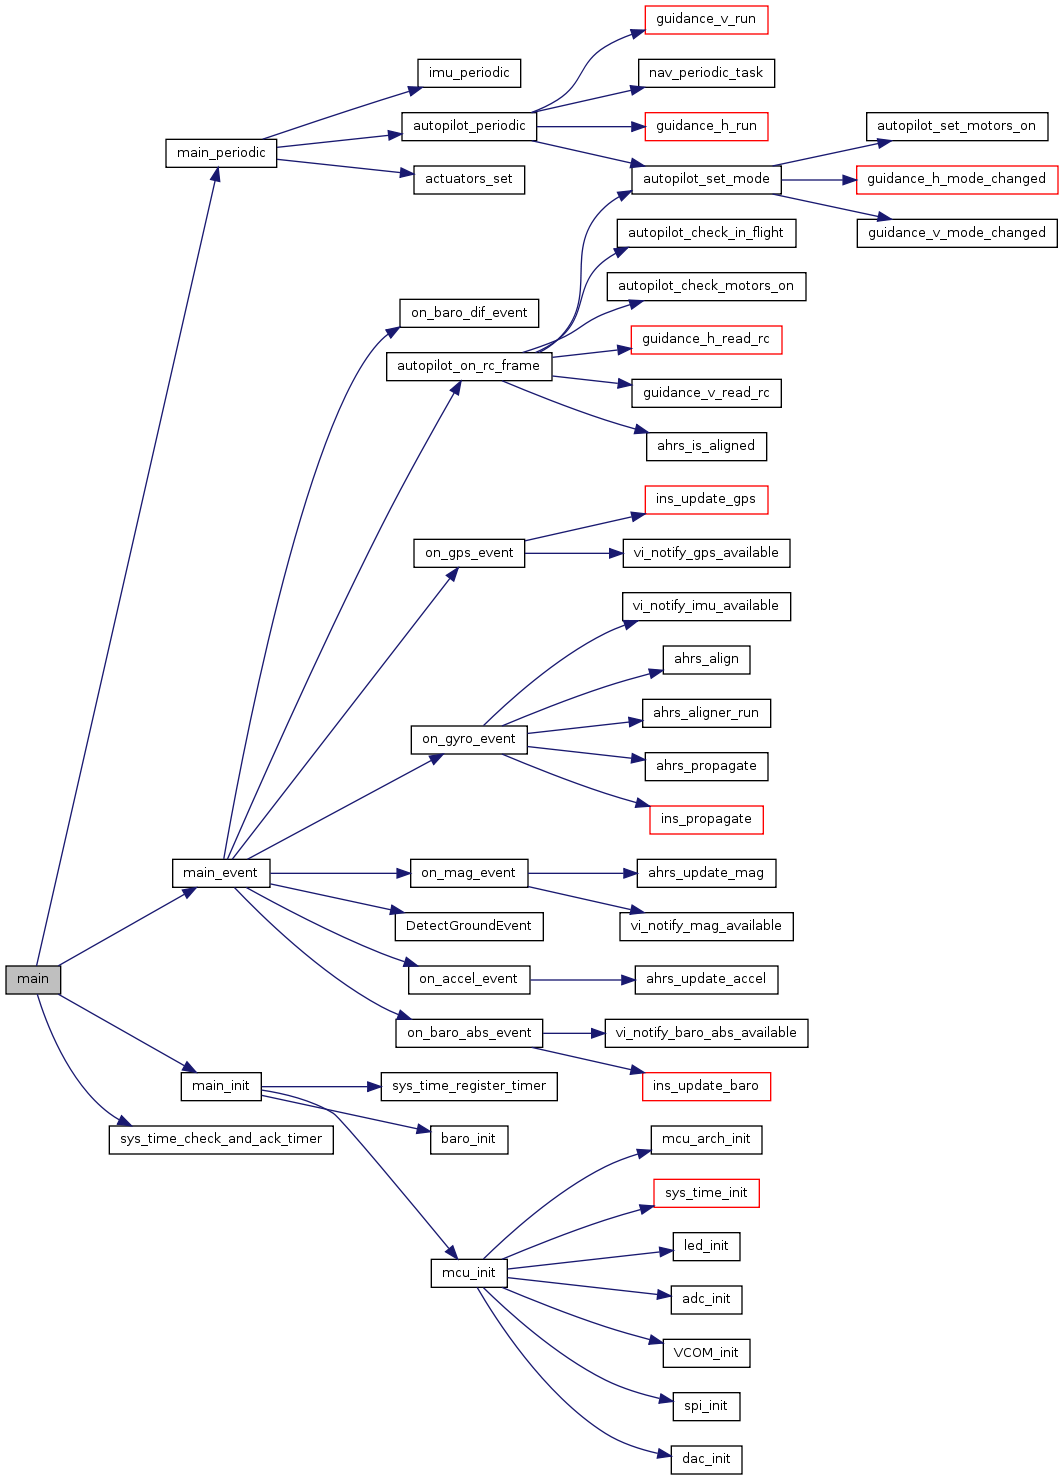 guidance_v_run
imu_periodic
nav_periodic_task
autopilot_periodic
guidance_h_run
autopilot_set_motors_on
main_periodic
actuators_set
autopilot_set_mode
guidance_h_mode_changed
autopilot_check_in_flight
guidance_v_mode_changed
autopilot_check_motors_on
on_baro_dif_event
guidance_h_read_rc
autopilot_on_rc_frame
guidance_v_read_rc
ahrs_is_aligned
ins_update_gps
on_gps_event
vi_notify_gps_available
vi_notify_imu_available
ahrs_align
ahrs_aligner_run
on_gyro_event
ahrs_propagate
ins_propagate
main_event
on_mag_event
ahrs_update_mag
DetectGroundEvent
vi_notify_mag_available
main
on_accel_event
ahrs_update_accel
on_baro_abs_event
vi_notify_baro_abs_available
main_init
sys_time_register_timer
ins_update_baro
sys_time_check_and_ack_timer
baro_init
mcu_arch_init
sys_time_init
led_init
mcu_init
adc_init
VCOM_init
spi_init
dac_init